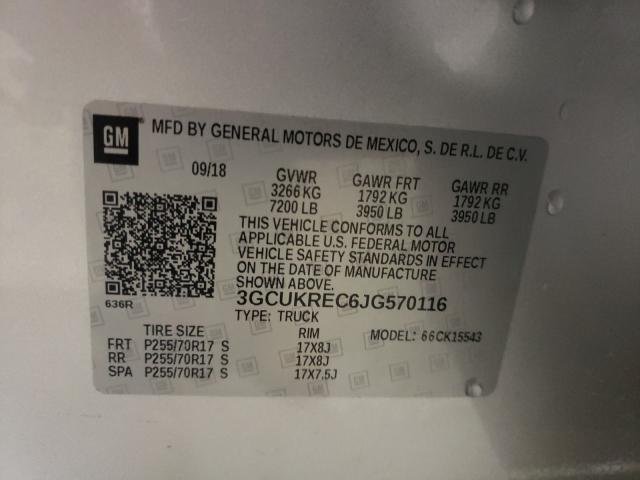 GM
MFD BY GENERAL MOTORS DE MEXICO, S. DE R.L. DE C.V.
09/18 GVWR GAWR FRT GAWR RR
3266 KG 1792 KG 1792 KG
7200 LB 3950 LB 3950 LB
THIS VEHICLE CONFORMS TO ALL
APPLICABLE U.S. FEDERAL MOTOR
VEHICLE SAFETY STANDARDS IN EFFECT
ON THE DATE OF MANUFACTURE
SHOWN ABOVE.
3GCUKREC6JG570116
636R
TYPE: TRUCK
TIRE SIZE RIM MODEL: 66CK15543
FRT P255/70R17 S 17X8J
RR P255/70R17 S 17X8J
SPA P255/70R17 S 17X7.5J